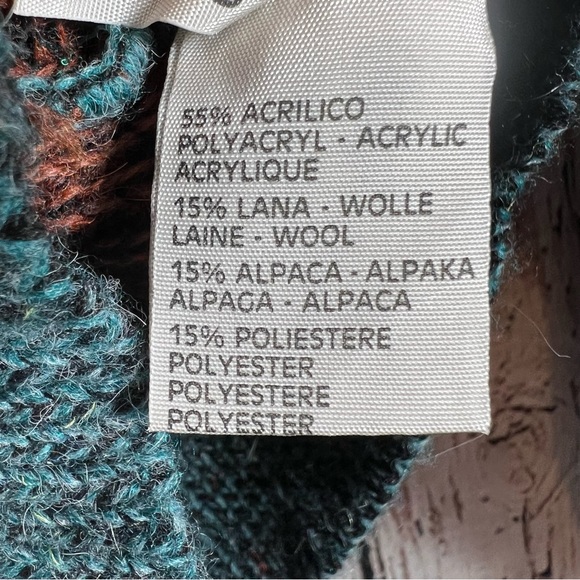 55% ACRILICO
POLYACRYL - ACRYLIC
ACRYLIQUE
15% LANA - WOLLE
LAINE - WOOL
15% ALPACA - ALPAKA
ALPAGA - ALPACA
15% POLIESTERE
POLYESTER
POLYESTERE
POLYESTER